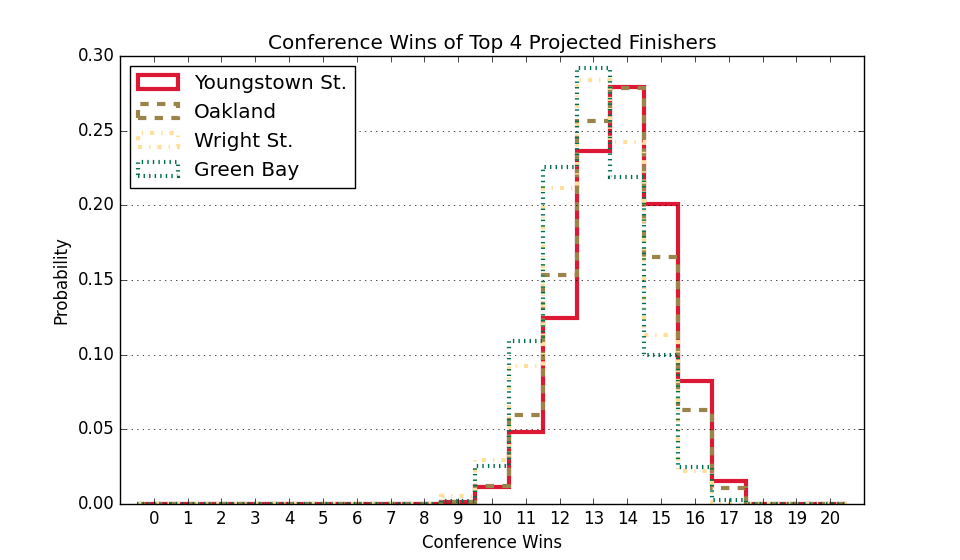 Conference Wins of Top 4 Projected Finishers
Youngstown St.
Oakland
Wright St.
Green Bay
0.30
0.25
0.20
0.15
0.10
0.05
0.00
Probability
0 1 2 3 4 5 6 7 8 9 10 11 12 13 14 15 16 17 18 19 20
Conference Wins